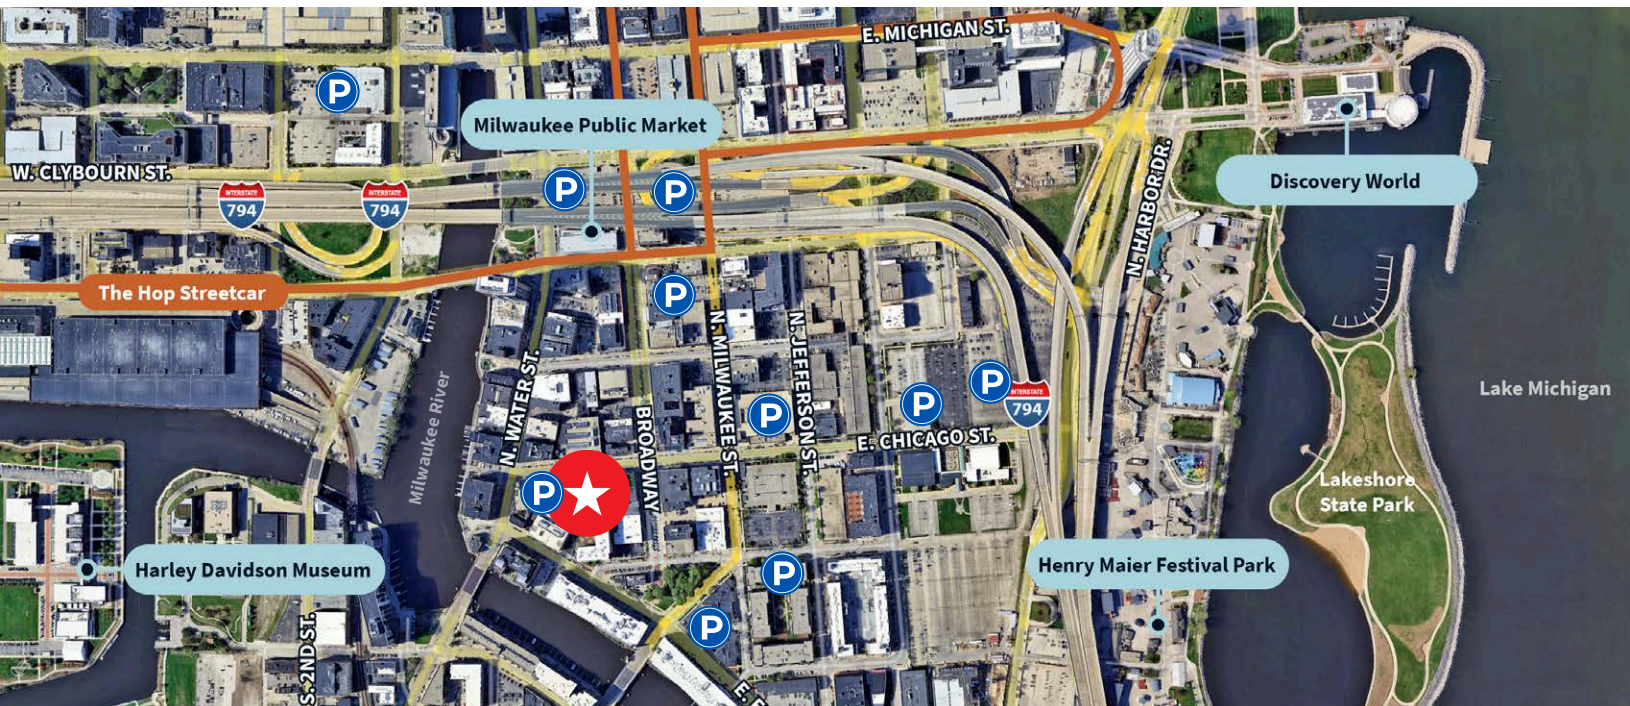 E. MICHIGAN ST.
P
Milwaukee Public Market
W. CLYBOURN ST.
INTERSTATE
794
INTERSTATE
794
P
P
N. HARBOR DR.
Discovery World
The Hop Streetcar
P
Milwaukee River
N. WATER ST.
BROADWAY
N. MILWAUKEE ST.
N. JEFFERSON ST.
P
P
P
INTERSTATE
794
E. CHICAGO ST.
Lake Michigan
Lakeshore
State Park
P
Harley Davidson Museum
Henry Maier Festival Park
P
P
S. 2ND ST.